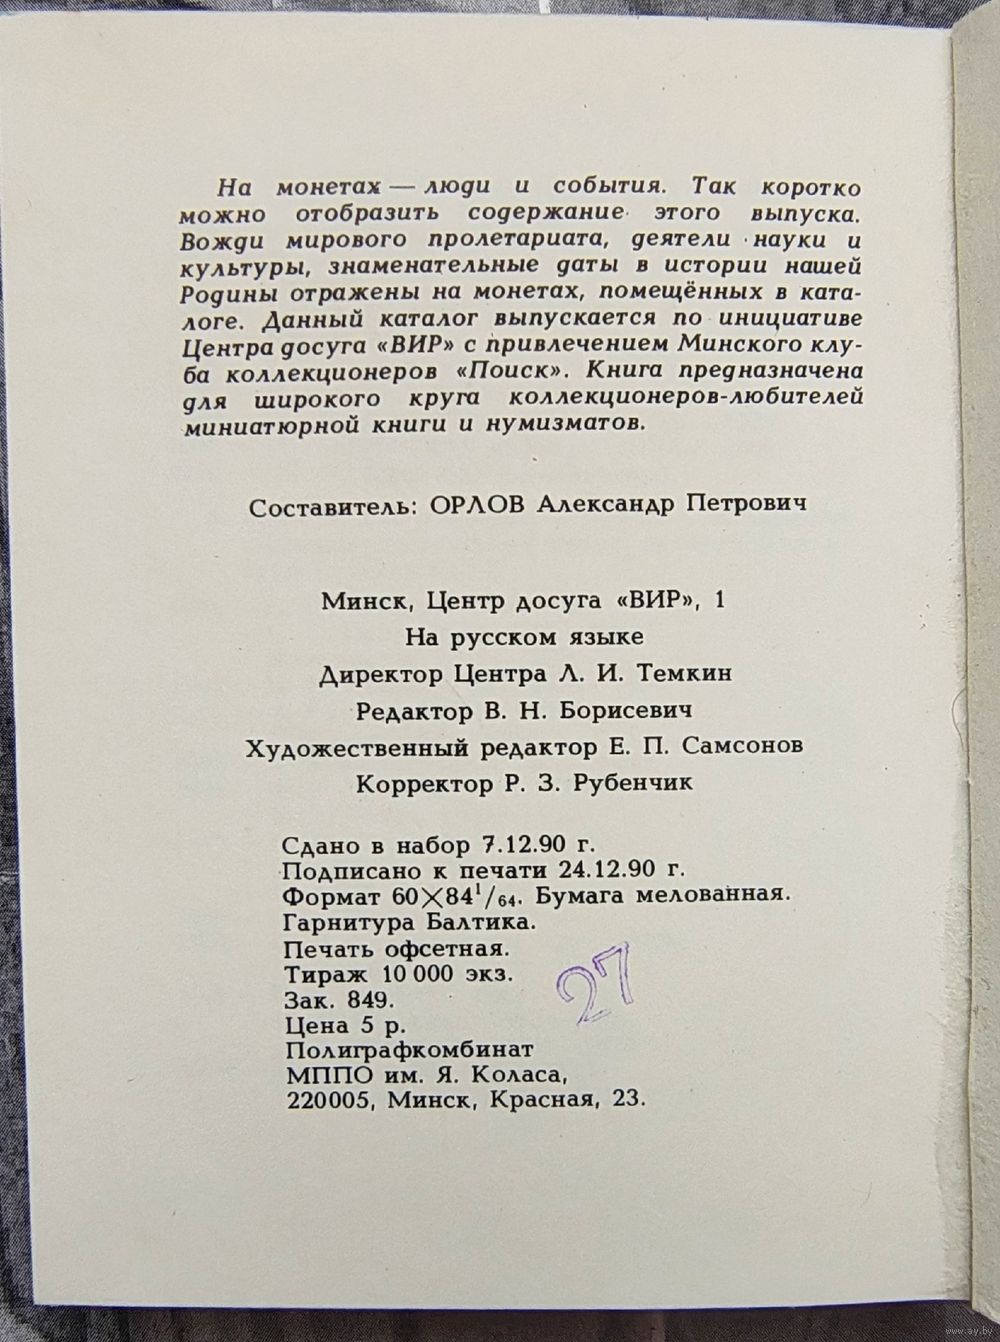 На монетах — люди и события. Так коротко
можно отобразить содержание этого выпуска.
Вожди мирового пролетариата, деятели науки и
культуры, знаменательные даты в истории нашей
Родины отражены на монетах, помещённых в ката-
логе. Данный каталог выпускается по инициативе
Центра досуга «ВИР» с привлечением Минского клу-
ба коллекционеров «Поиск». Книга предназначена
для широкого круга коллекционеров-любителей
миниатюрной книги и нумизматов.
Составитель: ОРЛОВ Александр Петрович
Минск, Центр досуга «ВИР», 1
На русском языке
Директор Центра Л. И. Темкин
Редактор В. Н. Борисевич
Художественный редактор Е. П. Самсонов
Корректор Р. З. Рубенчик
Сдано в набор 7.12.90 г.
Подписано к печати 24.12.90 г.
Формат 60×84¹/₆₄. Бумага мелованная.
Гарнитура Балтика.
Печать офсетная.
Тираж 10 000 экз.
Зак. 849.
Цена 5 р.
Полиграфкомбинат
МППО им. Я. Коласа,
220005, Минск, Красная, 23.
27
www.ay.by